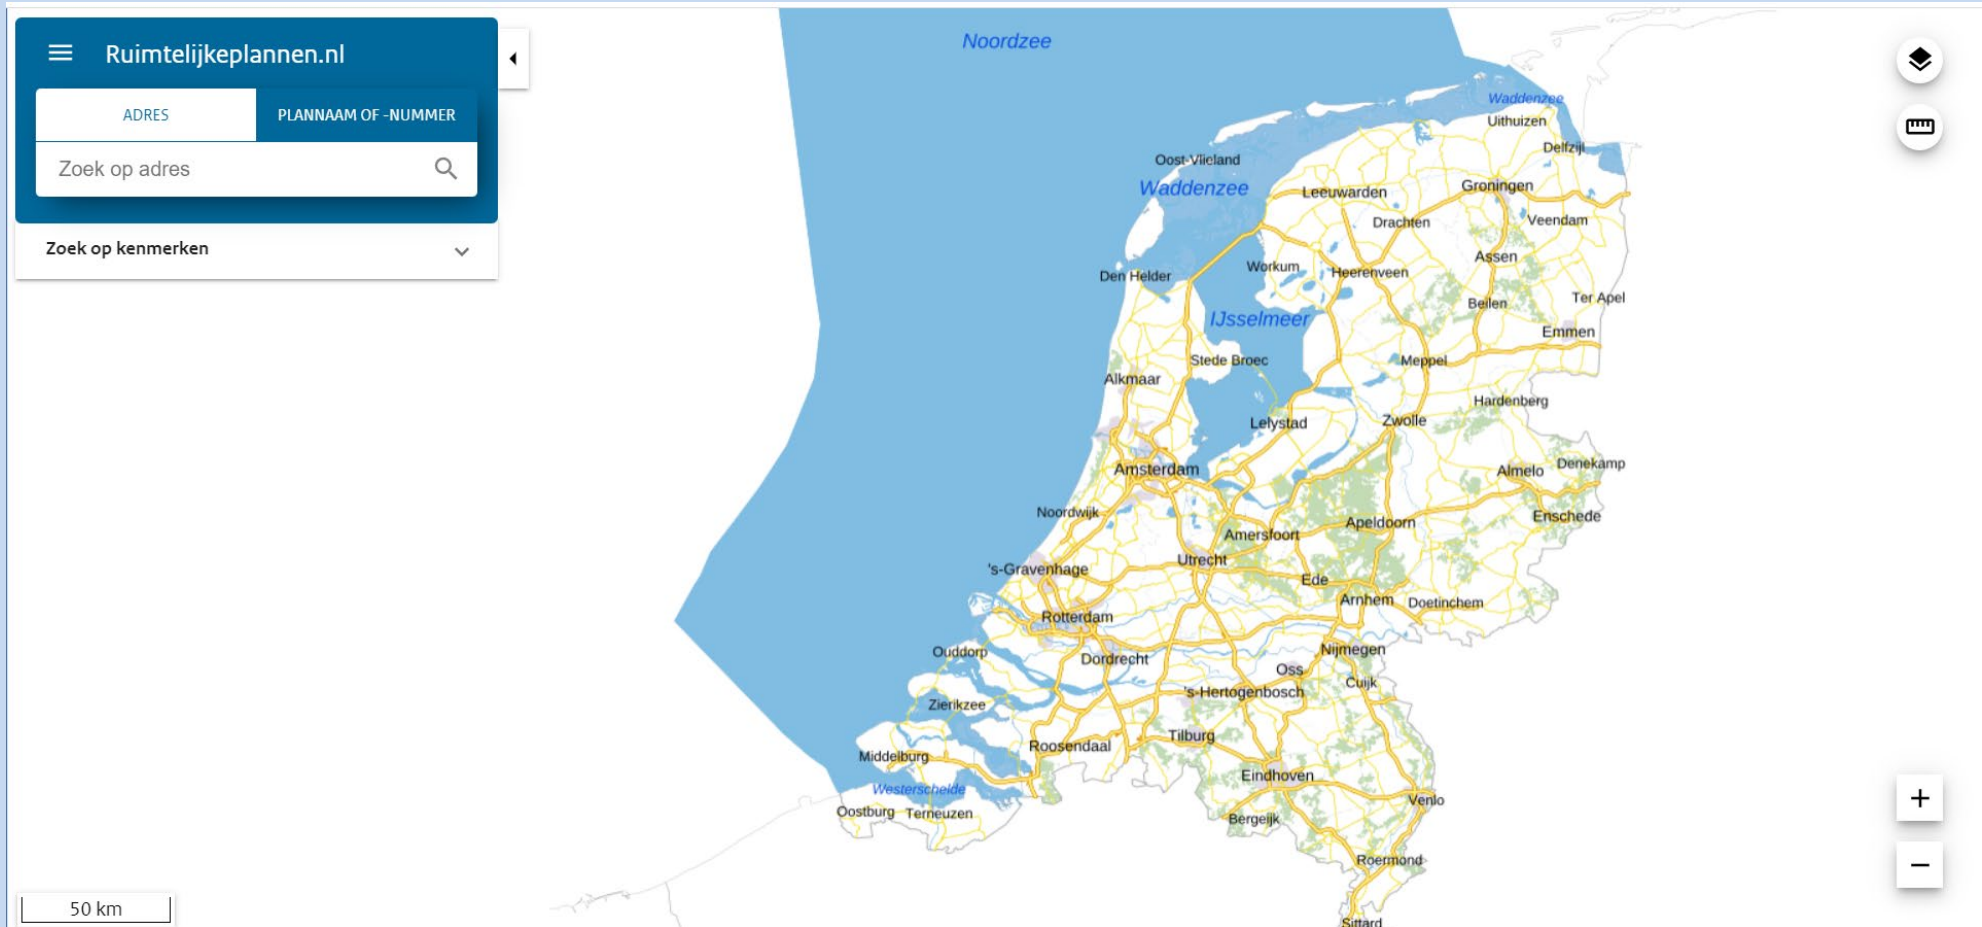 Ruimtelijkeplannen.nl
ADRES
PLANNAAM OF -NUMMER
Zoek op adres
Zoek op kenmerken
Noordzee
Waddenzee
Uithuizen
Delfzijl
Oost-Vlieland
Waddenzee
Leeuwarden
Groningen
Drachten
Veendam
Assen
Den Helder
Workum
Heerenveen
Beilen
Ter Apel
IJsselmeer
Emmen
Stede Broec
Meppel
Alkmaar
Hardenberg
Lelystad
Zwolle
Amsterdam
Almelo
Denekamp
Noordwijk
Apeldoorn
Enschede
Amersfoort
Utrecht
's-Gravenhage
Ede
Arnhem
Doetinchem
Rotterdam
Ouddorp
Dordrecht
Nijmegen
Oss
Cuijk
's-Hertogenbosch
Zierikzee
Tilburg
Roosendaal
Middelburg
Eindhoven
Westerschelde
Venlo
Oostburg
Terneuzen
Bergeijk
Roermond
Sittard
50 km